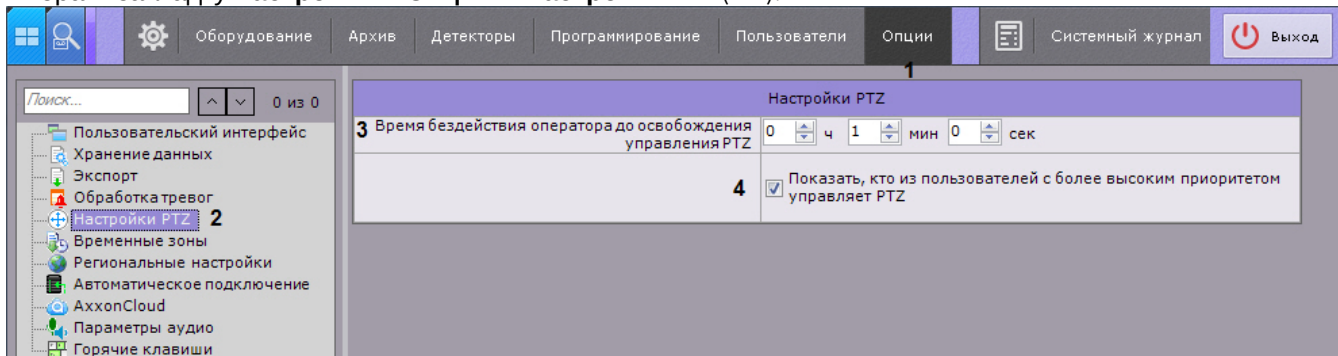 Оборудование Архив Детекторы Программирование Пользователи Опции Системный журнал Выход
1
Поиск... 0 из 0
Пользовательский интерфейс
Хранение данных
Экспорт
Обработка тревог
Настройки PTZ 2
Временные зоны
Региональные настройки
Автоматическое подключение
AxxonCloud
Параметры аудио
Горячие клавиши
Настройки PTZ
3 Время бездействия оператора до освобождения
управления PTZ
0 ч 1 мин 0 сек
4 Показать, кто из пользователей с более высоким приоритетом
управляет PTZ